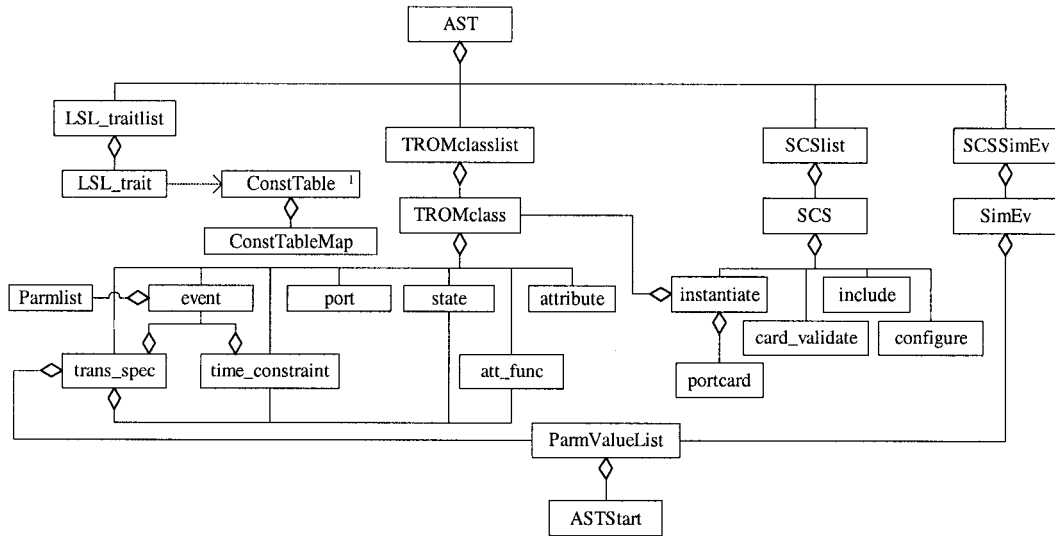 AST
LSL_traitlist
TROMclasslist
SCSlist
SCSSimEv
LSL_trait
ConstTable 1
TROMclass
SCS
SimEv
ConstTableMap
Parmlist
event
port
state
attribute
instantiate
include
card_validate
configure
trans_spec
time_constraint
att_func
portcard
ParmValueList
ASTStart